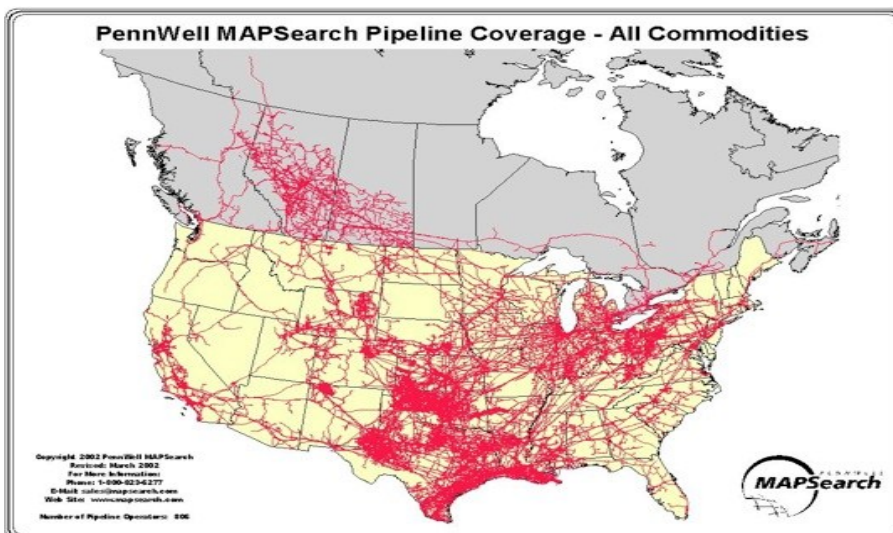 PennWell MAPSearch Pipeline Coverage - All Commodities
Copyright 2002 PennWell MAPSearch
Revised: March 2002
For More Information:
Phone: 1-800-823-6277
E-Mail: sales@mapsearch.com
Web Site: www.mapsearch.com
Number of Pipeline Operators: 806
PENNWELL
MAPSearch